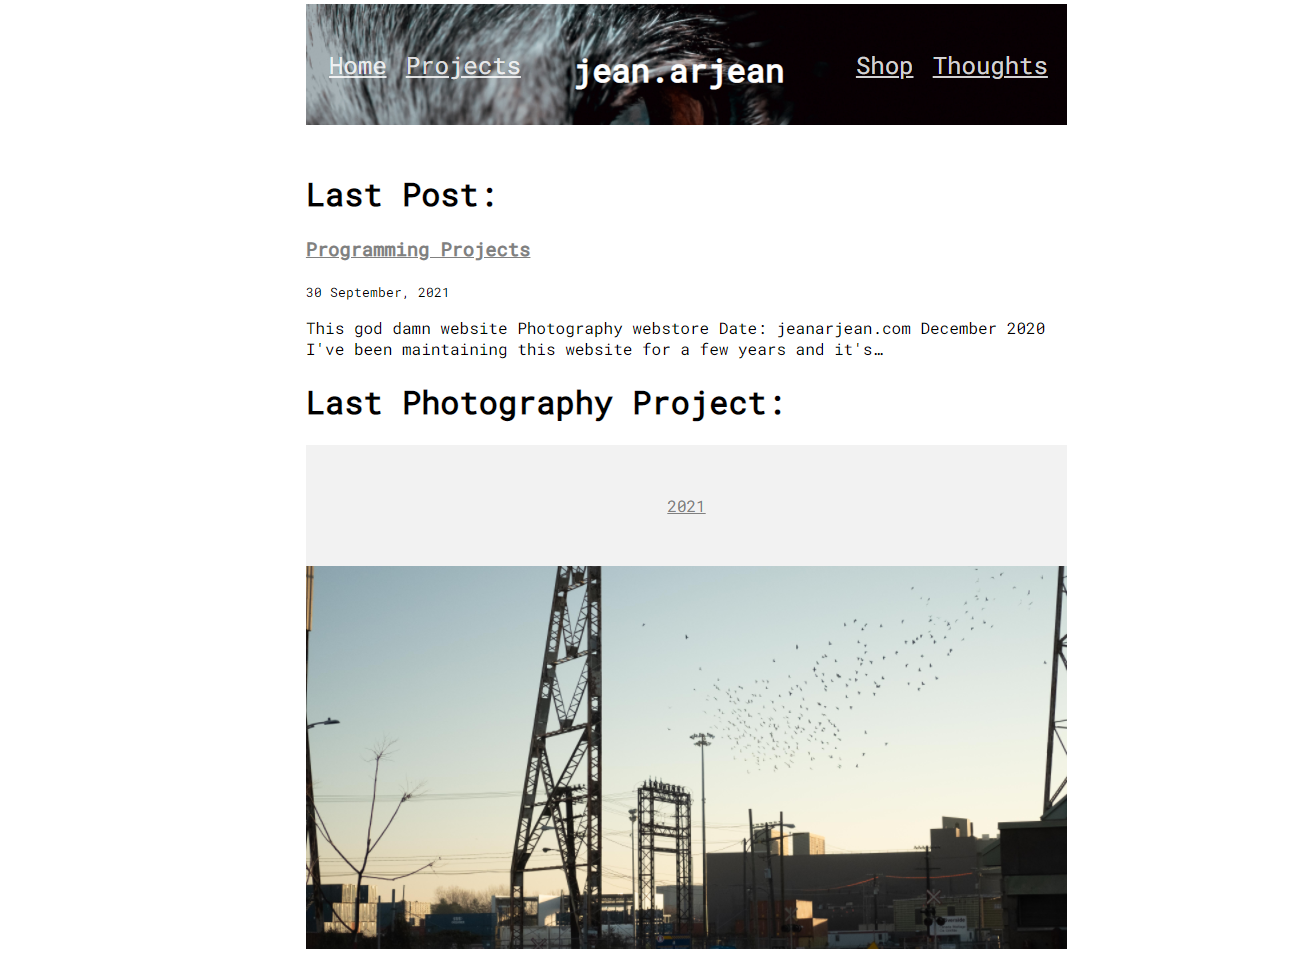 Home Projects jean.arjean Shop Thoughts
Last Post:
Programming Projects
30 September, 2021
This god damn website Photography webstore Date: jeanarjean.com December 2020
I've been maintaining this website for a few years and it's…
Last Photography Project:
2021